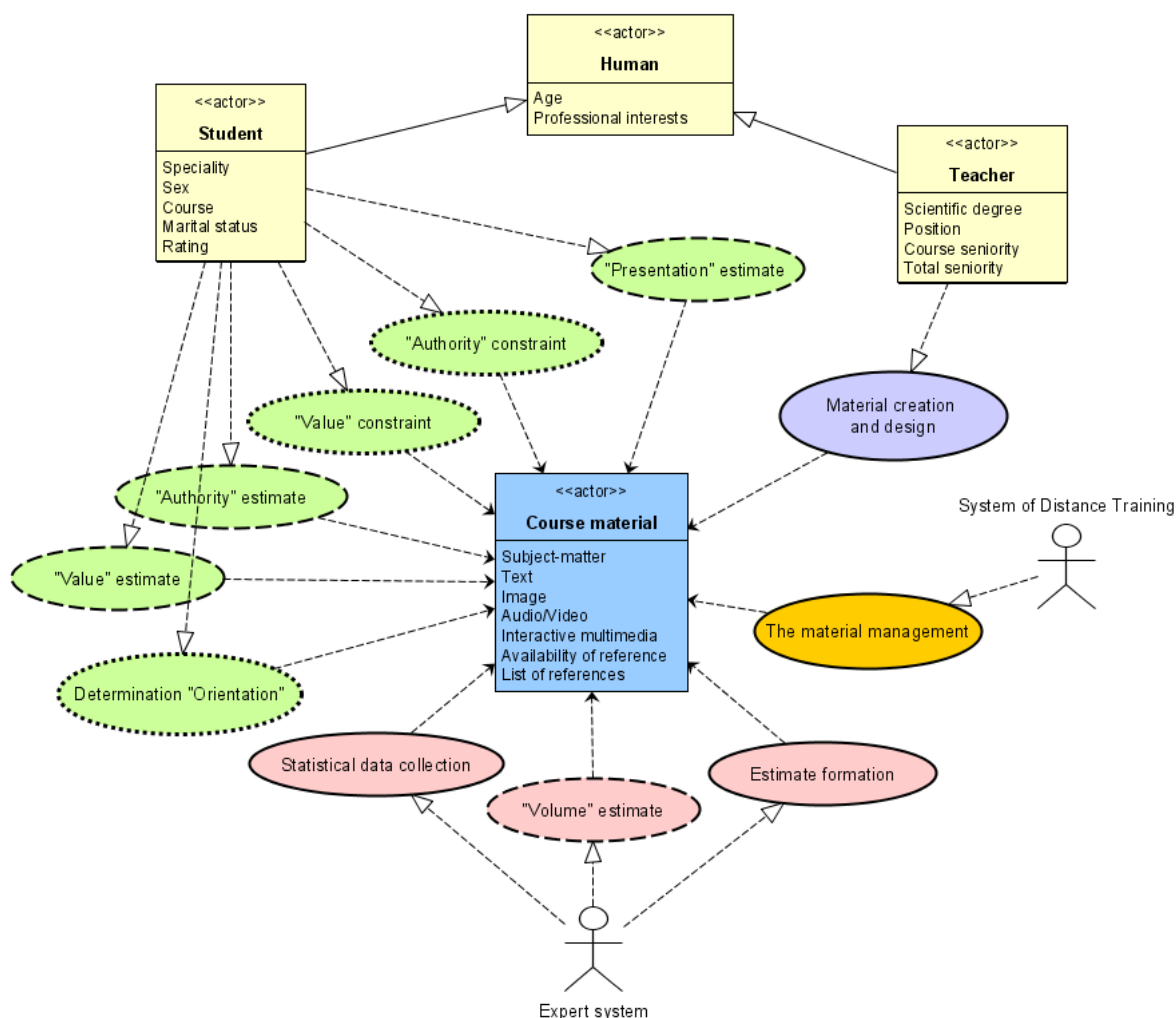 <<actor>>
Human
Age
Professional interests
<<actor>>
Student
Speciality
Sex
Course
Marital status
Rating
<<actor>>
Teacher
Scientific degree
Position
Course seniority
Total seniority
"Presentation" estimate
"Authority" constraint
"Value" constraint
"Authority" estimate
"Value" estimate
Determination "Orientation"
Material creation
and design
<<actor>>
Course material
Subject-matter
Text
Image
Audio/Video
Interactive multimedia
Availability of reference
List of references
System of Distance Training
The material management
Statistical data collection
"Volume" estimate
Estimate formation
Expert system